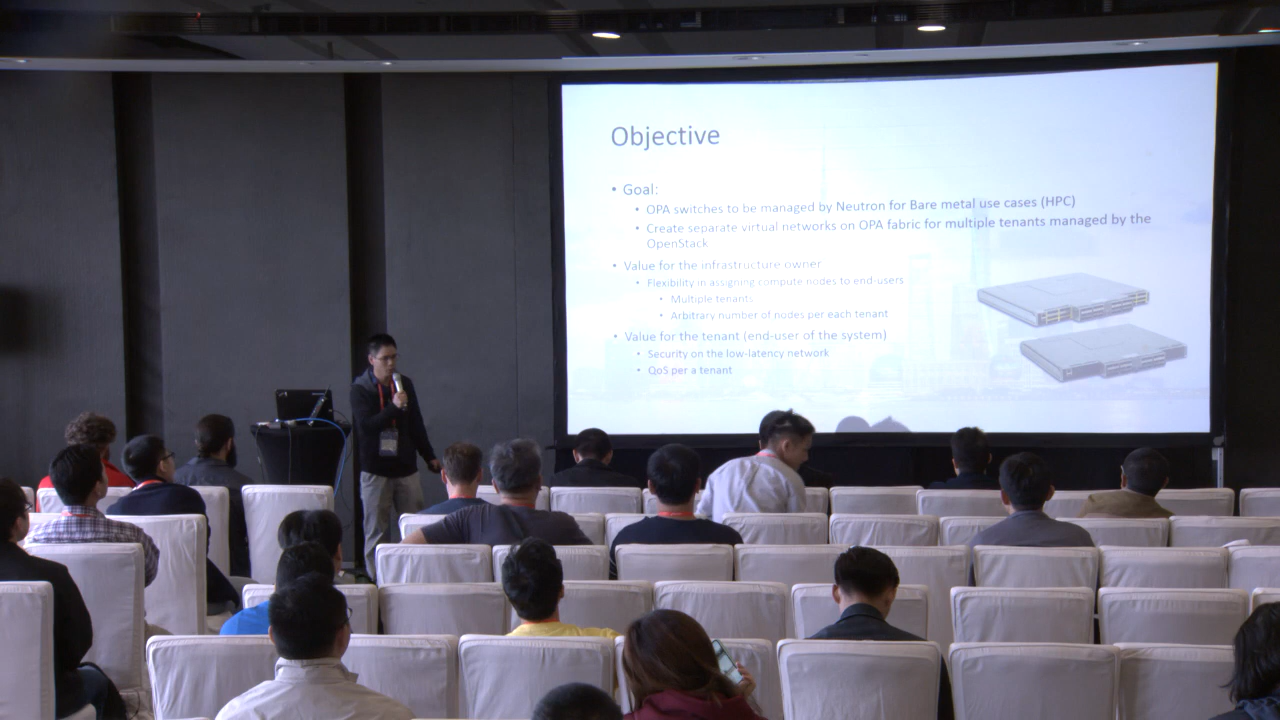 Objective
• Goal:
• OPA switches to be managed by Neutron for Bare metal use cases (HPC)
• Create separate virtual networks on OPA fabric for multiple tenants managed by the
OpenStack
• Value for the infrastructure owner
• Flexibility in assigning compute nodes to end-users
• Multiple tenants
• Arbitrary number of nodes per each tenant
• Value for the tenant (end-user of the system)
• Security on the low-latency network
• QoS per a tenant